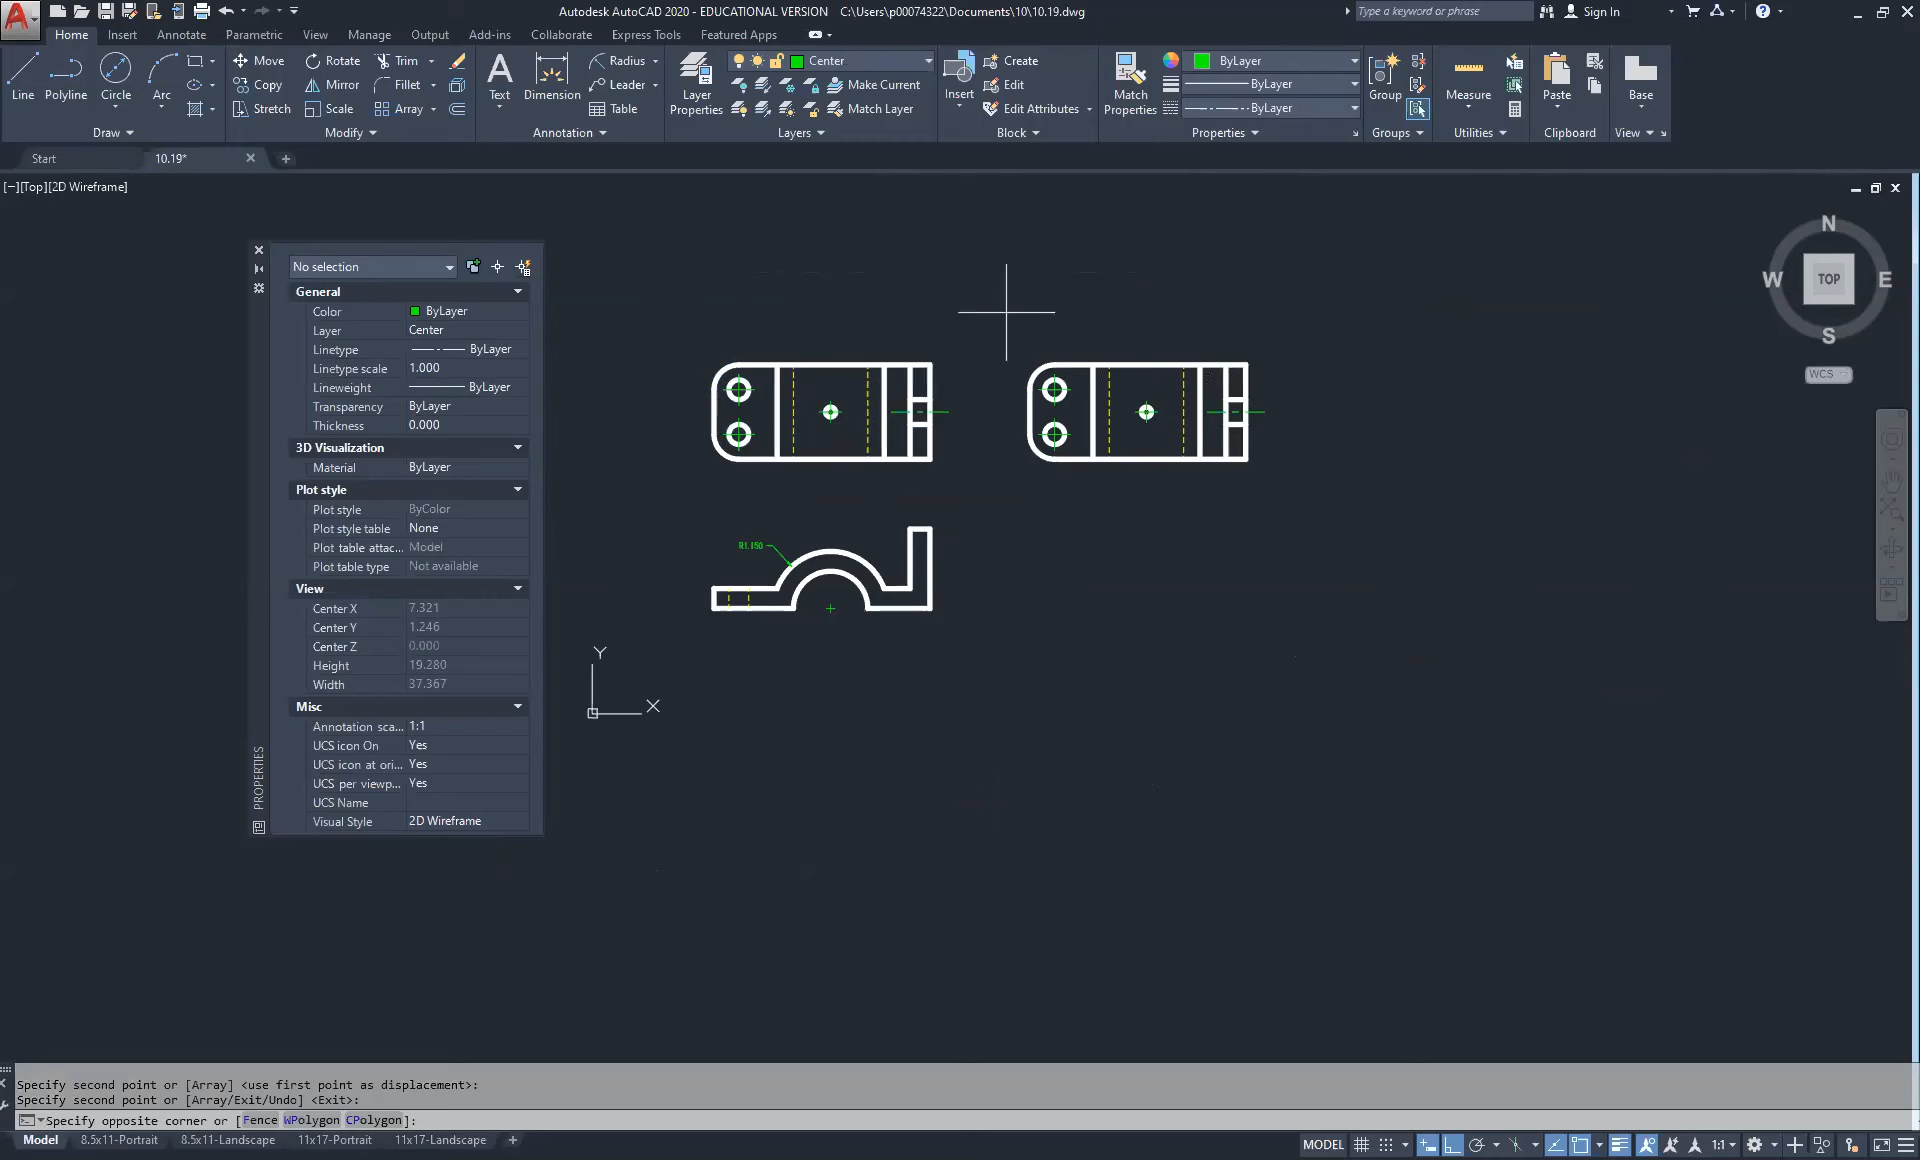 Autodesk AutoCAD 2020 - EDUCATIONAL VERSION C:\Users\p00074322\Documents\10\10.19.dwg
Type a keyword or phrase
Sign In
Home Insert Annotate Parametric View Manage Output Add-ins Collaborate Express Tools Featured Apps
Line Polyline Circle Arc
Draw
Move Rotate Trim
Copy Mirror Fillet
Stretch Scale Array
Modify
Text Dimension
Radius
Leader
Table
Annotation
Layer
Properties
Center
Make Current
Match Layer
Layers
Insert
Create
Edit
Edit Attributes
Block
Match
Properties
ByLayer
ByLayer
ByLayer
Properties
Group
Groups
Measure
Utilities
Paste
Clipboard
Base
View
Start 10.19*
[−][Top][2D Wireframe]
N
W TOP E
S
WCS
No selection
General
Color ByLayer
Layer Center
Linetype ByLayer
Linetype scale 1.000
Lineweight ByLayer
Transparency ByLayer
Thickness 0.000
3D Visualization
Material ByLayer
Plot style
Plot style ByColor
Plot style table None
Plot table attac... Model
Plot table type Not available
View
Center X 7.321
Center Y 1.246
Center Z 0.000
Height 19.280
Width 37.367
Misc
Annotation sca... 1:1
UCS icon On Yes
UCS icon at ori... Yes
UCS per viewp... Yes
UCS Name
Visual Style 2D Wireframe
PROPERTIES
R1.150
Y
X
Specify second point or [Array] <use first point as displacement>:
Specify second point or [Array/Exit/Undo] <Exit>:
Specify opposite corner or [Fence WPolygon CPolygon]:
Model 8.5x11-Portrait 8.5x11-Landscape 11x17-Portrait 11x17-Landscape
MODEL 1:1